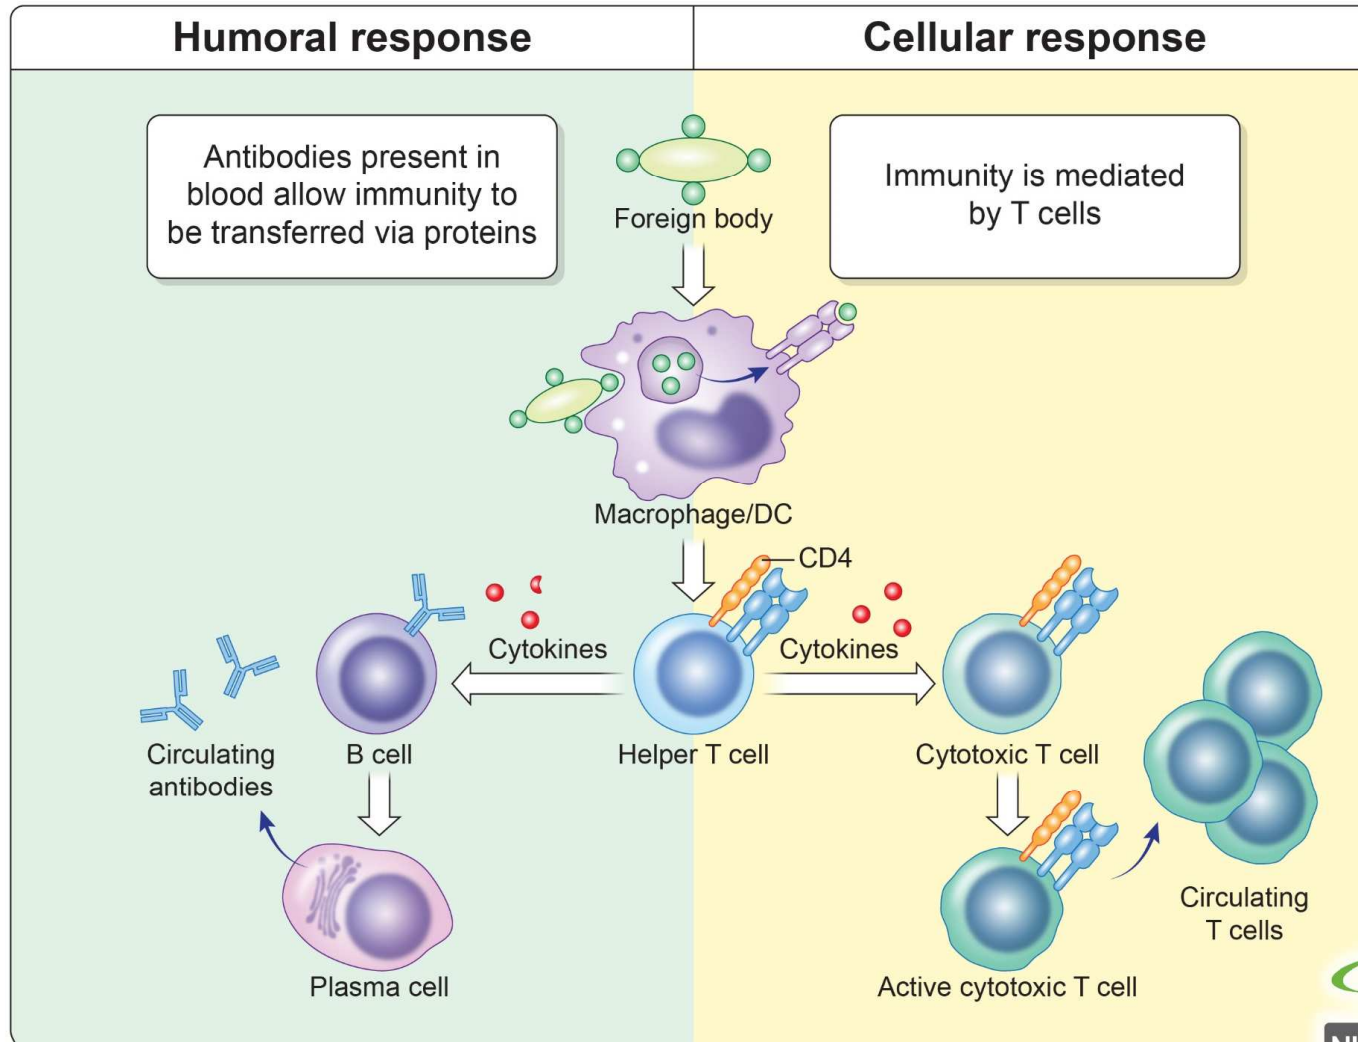 Humoral response
Cellular response
Antibodies present in
blood allow immunity to
be transferred via proteins
Foreign body
Immunity is mediated
by T cells
Macrophage/DC
CD4
Cytokines
Cytokines
Circulating
antibodies
B cell
Helper T cell
Cytotoxic T cell
Circulating
T cells
Plasma cell
Active cytotoxic T cell